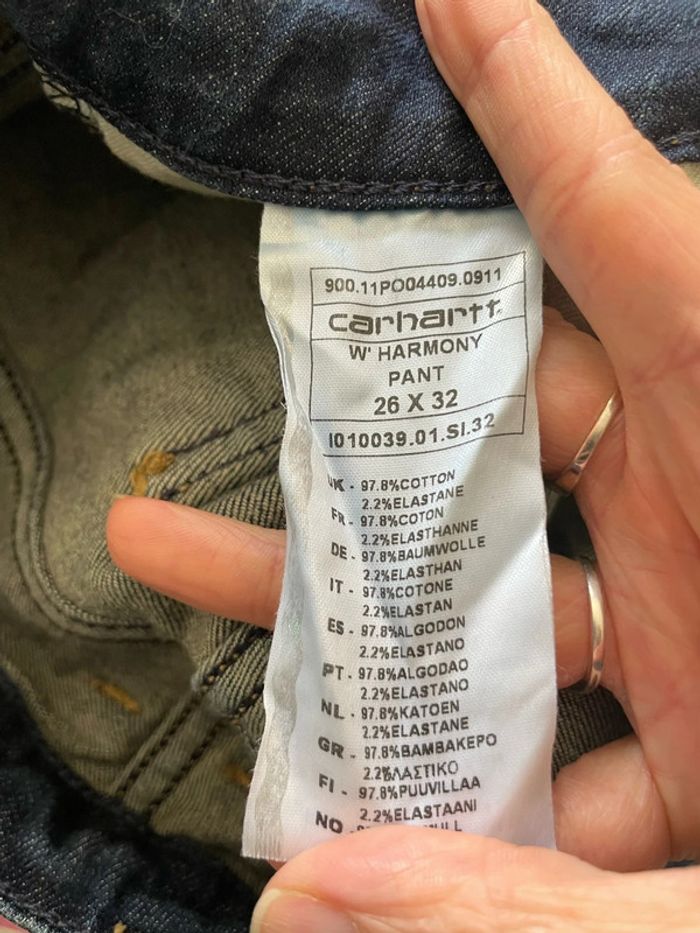 900.11PO04409.0911
carhartt
W' HARMONY
PANT
26 X 32
I010039.01.SI.32
UK - 97.8%COTTON
2.2%ELASTANE
FR - 97.8%COTON
2.2%ELASTHANNE
DE - 97.8%BAUMWOLLE
2.2%ELASTHAN
IT - 97.8%COTONE
2.2%ELASTAN
ES - 97.8%ALGODON
2.2%ELASTANO
PT - 97.8%ALGODAO
2.2%ELASTANO
NL - 97.8%KATOEN
2.2%ELASTANE
GR - 97.8%BAMBAKEPO
2.2%ΛΑΣΤΙΚΟ
FI - 97.8%PUUVILLAA
2.2%ELASTAANI
NO